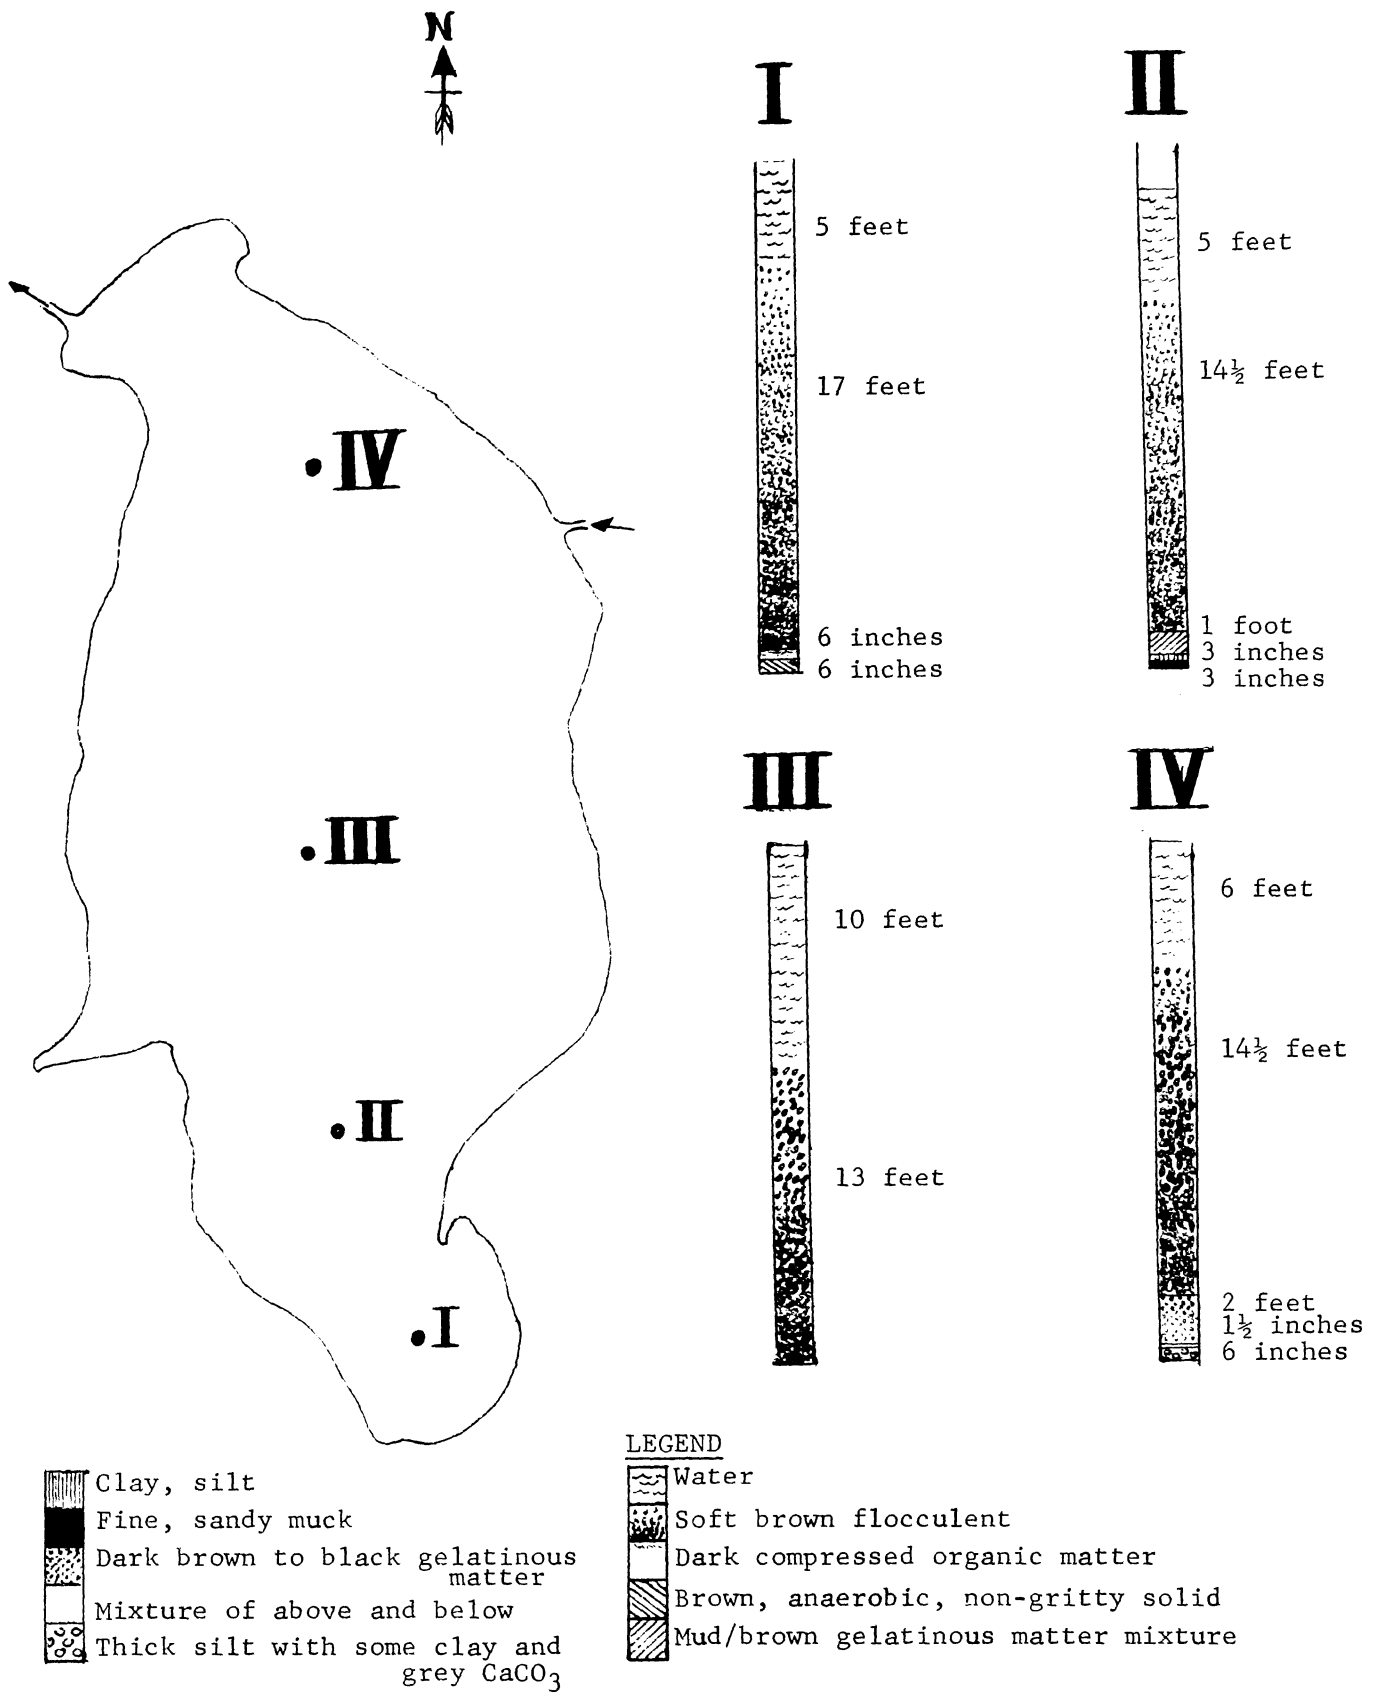 N
I
5 feet
17 feet
6 inches
6 inches
II
5 feet
14½ feet
1 foot
3 inches
3 inches
III
10 feet
13 feet
IV
6 feet
14½ feet
2 feet
1½ inches
6 inches
IV
III
II
I
Clay, silt
Fine, sandy muck
Dark brown to black gelatinous
matter
Mixture of above and below
Thick silt with some clay and
grey CaCO₃
LEGEND
Water
Soft brown flocculent
Dark compressed organic matter
Brown, anaerobic, non-gritty solid
Mud/brown gelatinous matter mixture